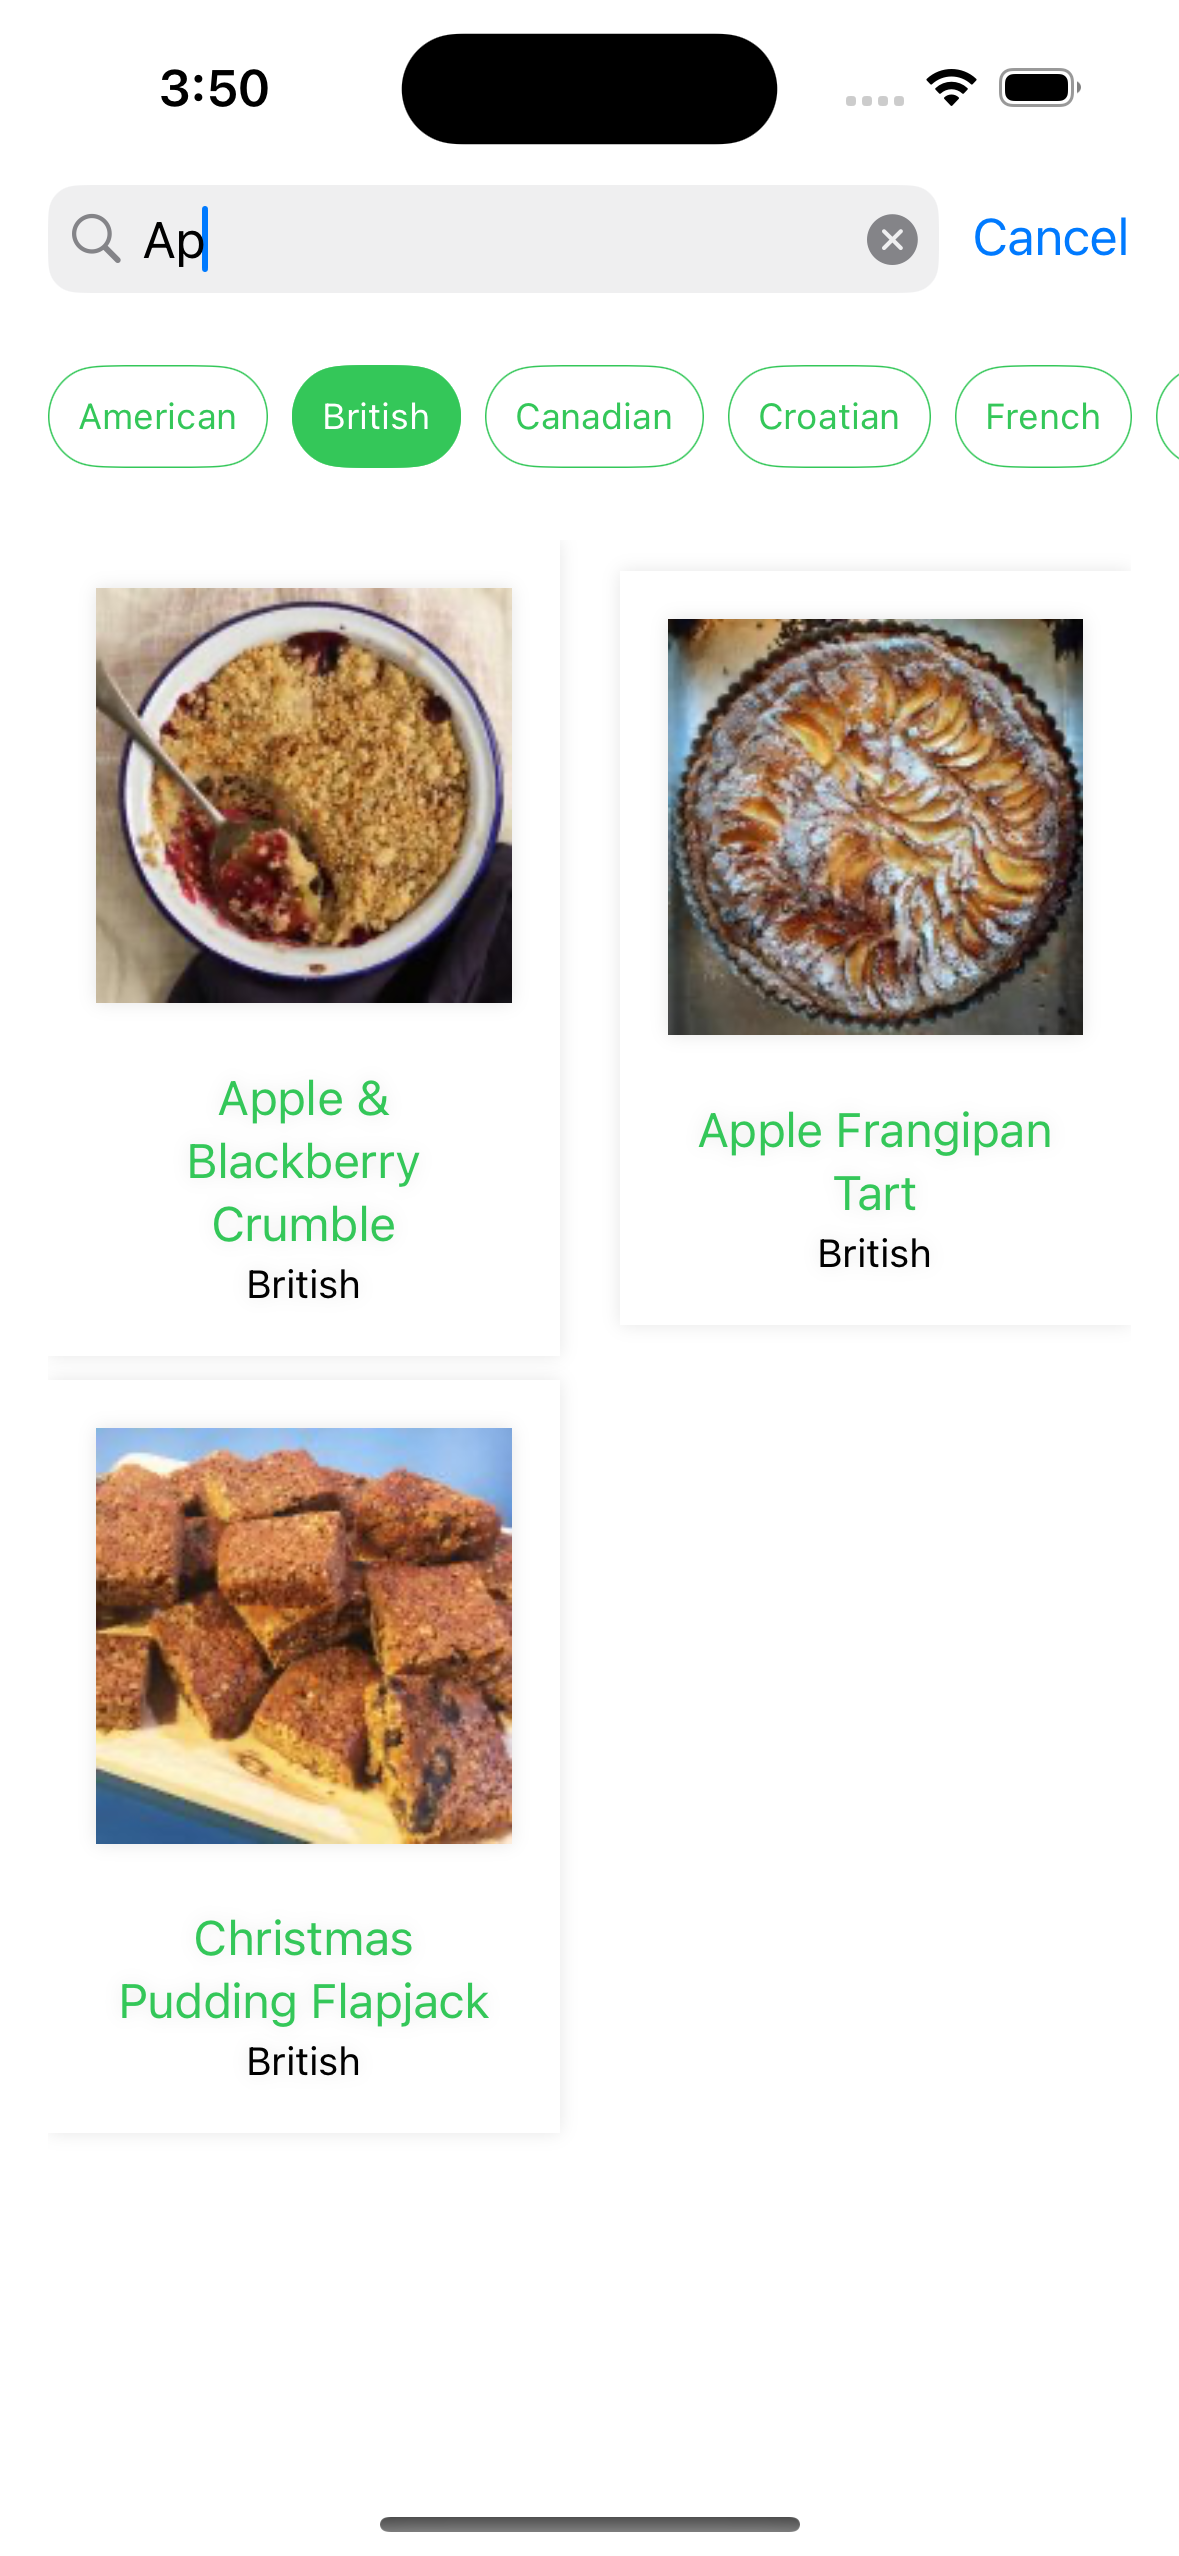 3:50
Ap
Cancel
American
British
Canadian
Croatian
French
Apple &
Blackberry
Crumble
British
Apple Frangipan
Tart
British
Christmas
Pudding Flapjack
British